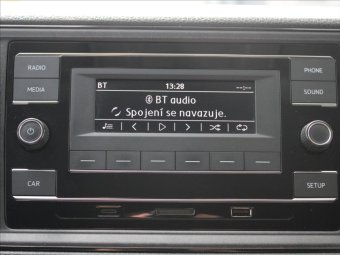 RADIO
MEDIA
CAR
PHONE
SOUND
SETUP
BT 13:28 --:--
BT audio
Spojení se navazuje.